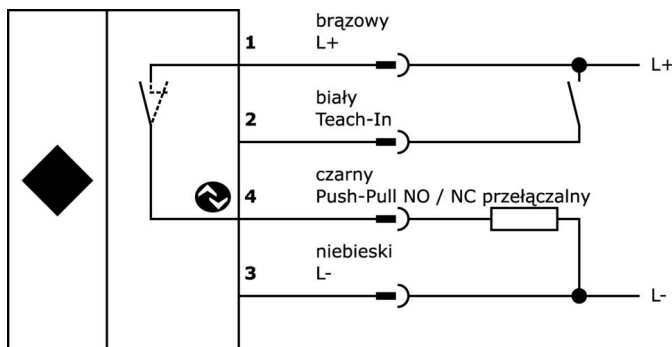 brązowy
1 L+
L+
biały
2 Teach-In
czarny
4 Push-Pull NO / NC przełączalny
niebieski
3 L-
L-